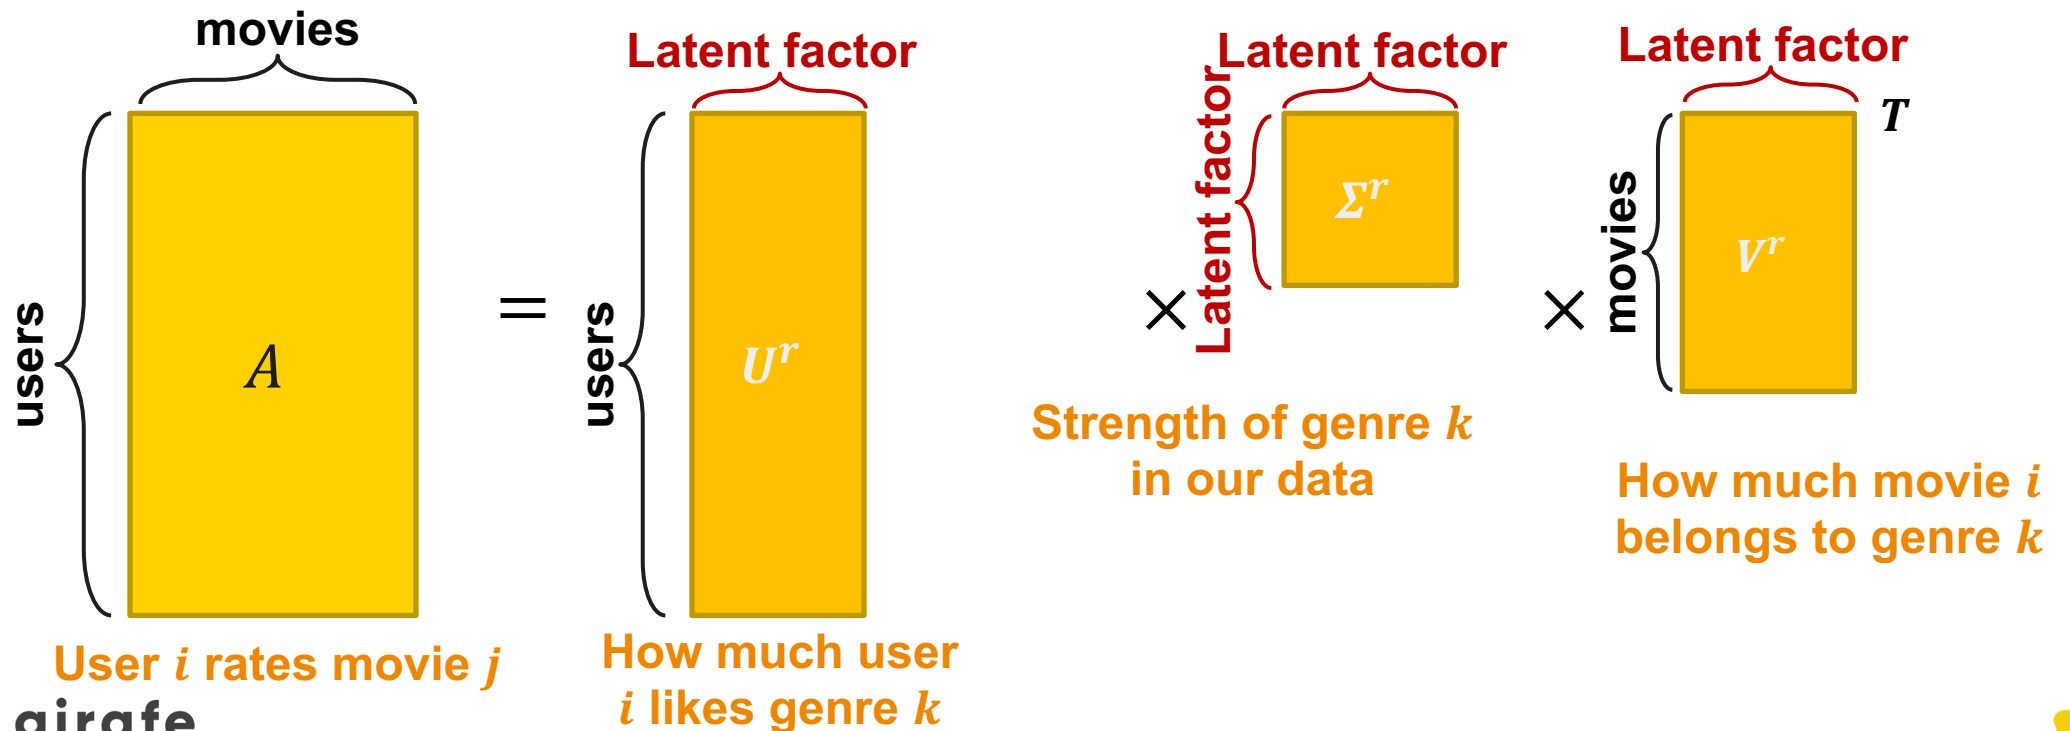 movies
users
A
User i rates movie j
=
Latent factor
users
U^r
How much user
i likes genre k
×
Latent factor
Latent factor
Σ^r
Strength of genre k
in our data
×
Latent factor
T
movies
V^r
How much movie i
belongs to genre k
girafe